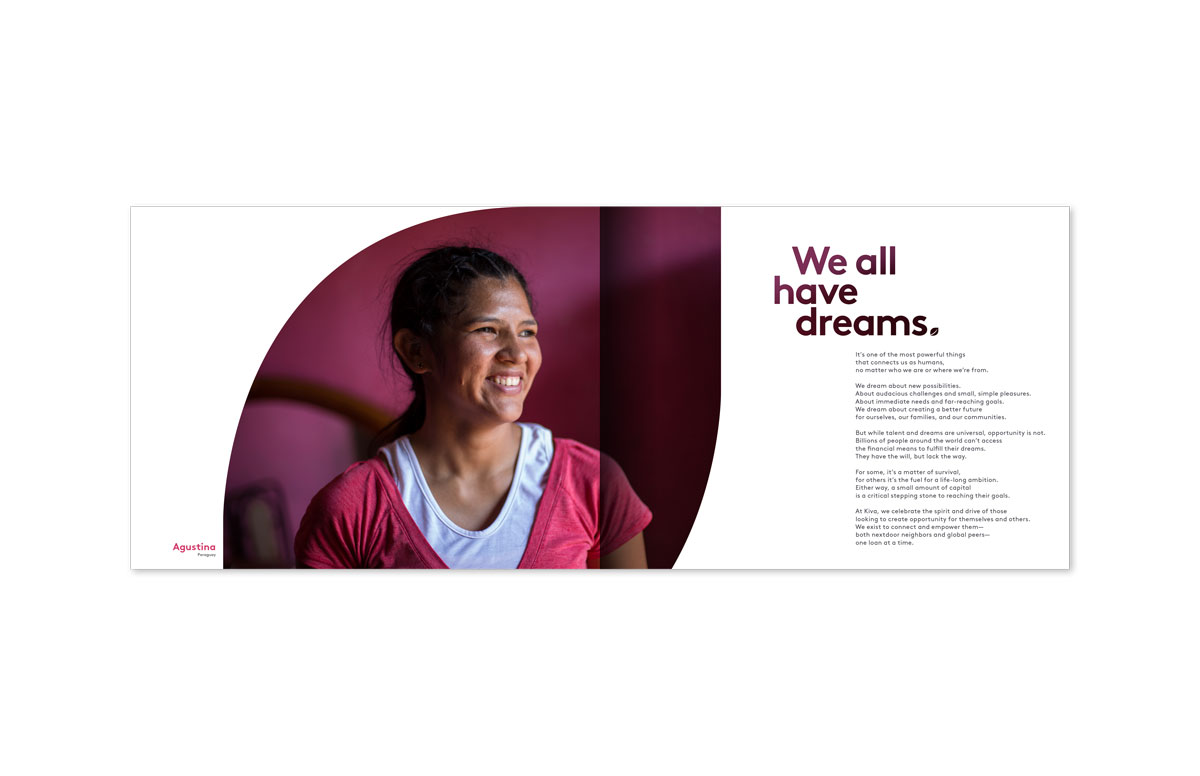 Agustina
Paraguay
We all
have
dreams.
It's one of the most powerful things
that connects us as humans,
no matter who we are or where we're from.
We dream about new possibilities.
About audacious challenges and small, simple pleasures.
About immediate needs and far-reaching goals.
We dream about creating a better future
for ourselves, our families, and our communities.
But while talent and dreams are universal, opportunity is not.
Billions of people around the world can't access
the financial means to fulfill their dreams.
They have the will, but lack the way.
For some, it's a matter of survival,
for others it's the fuel for a life-long ambition.
Either way, a small amount of capital
is a critical stepping stone to reaching their goals.
At Kiva, we celebrate the spirit and drive of those
looking to create opportunity for themselves and others.
We exist to connect and empower them—
both nextdoor neighbors and global peers—
one loan at a time.